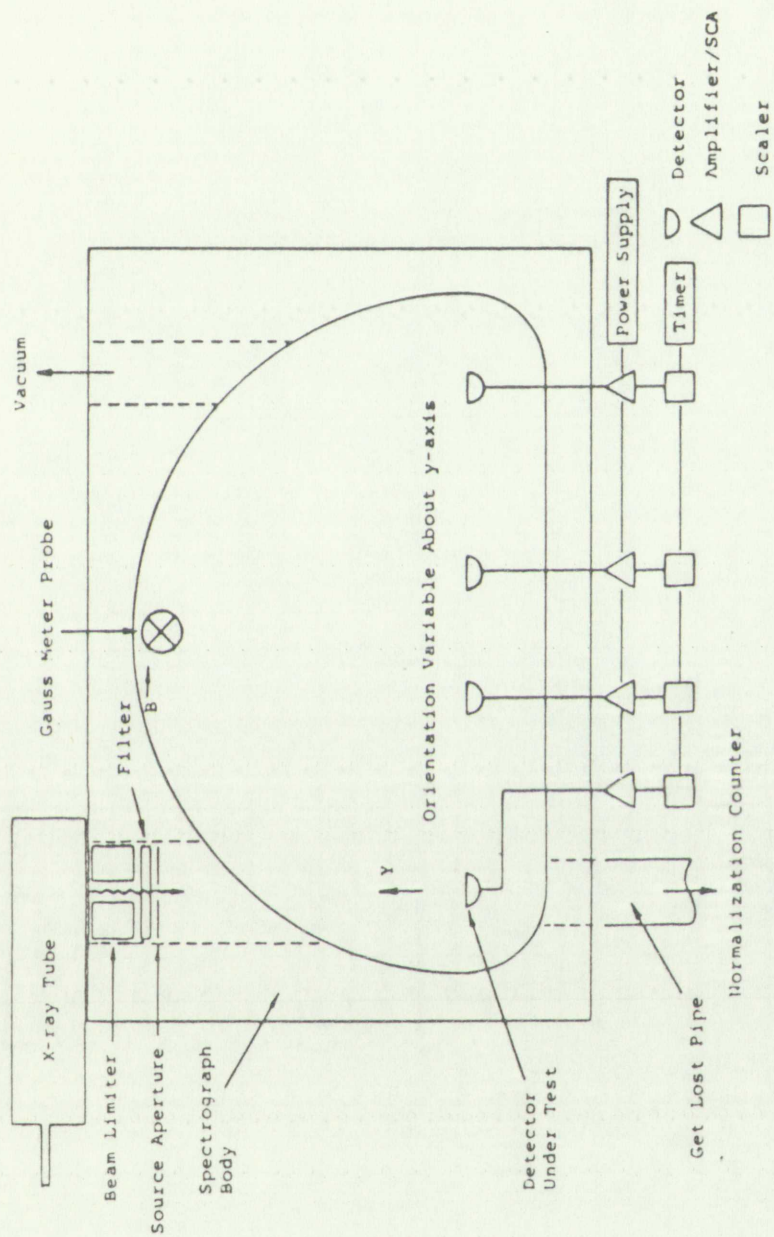 X-ray Tube
Beam Limiter
Source Aperture
Spectrograph
Body
Filter
B
Gauss Meter Probe
Vacuum
Y
Orientation Variable About y-axis
Detector
Under Test
Get Lost Pipe
Normalization Counter
Power Supply
Timer
Detector
Amplifier/SCA
Scaler